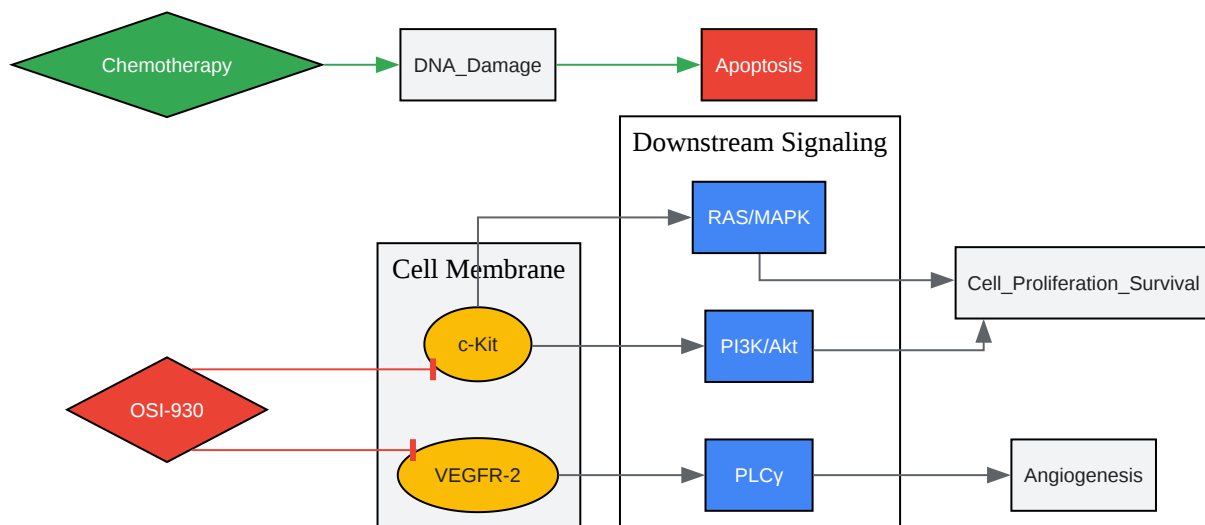 Chemotherapy
DNA_Damage
Apoptosis
Downstream Signaling
RAS/MAPK
Cell Membrane
Cell_Proliferation_Survival
c-Kit
PI3K/Akt
OSI-930
VEGFR-2
PLCγ
Angiogenesis